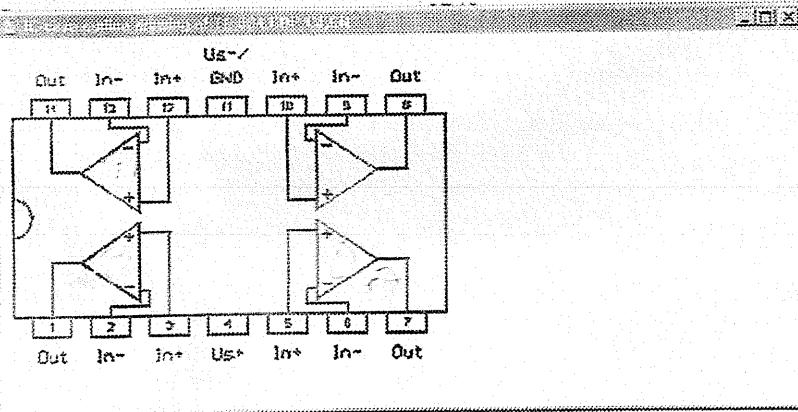 Us-/
Out In- In+ GND In+ In- Out
14 13 12 11 10 9 8
- -
+ +
+ +
- -
1 2 3 4 5 6 7
Out In- In+ Us+ In+ In- Out